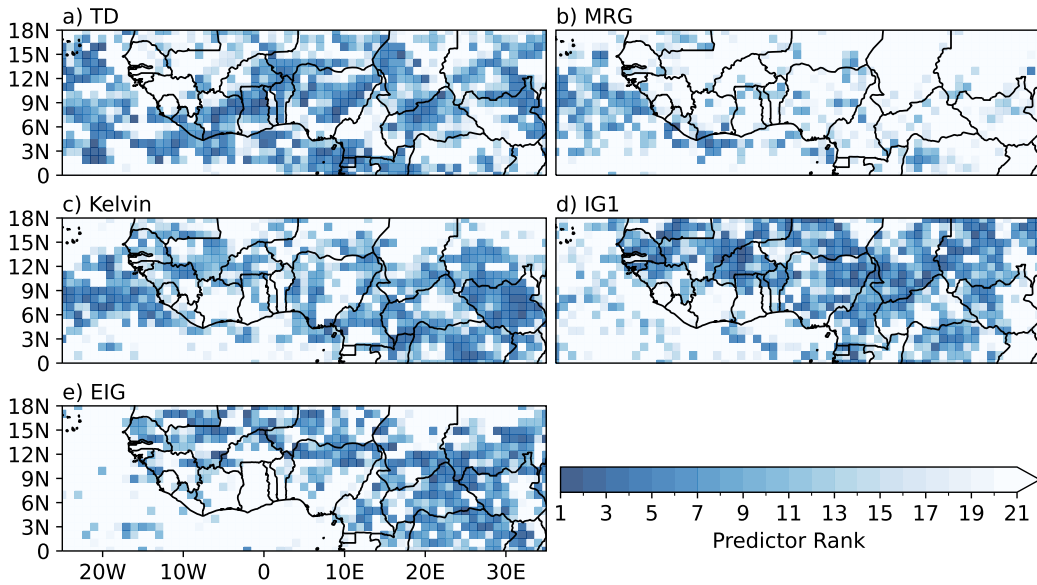 a) TD
b) MRG
18N
15N
12N
9N
6N
3N
0
c) Kelvin
d) IG1
18N
15N
12N
9N
6N
3N
0
e) EIG
18N
15N
12N
9N
6N
3N
0
20W 10W 0 10E 20E 30E
1 3 5 7 9 11 13 15 17 19 21
Predictor Rank